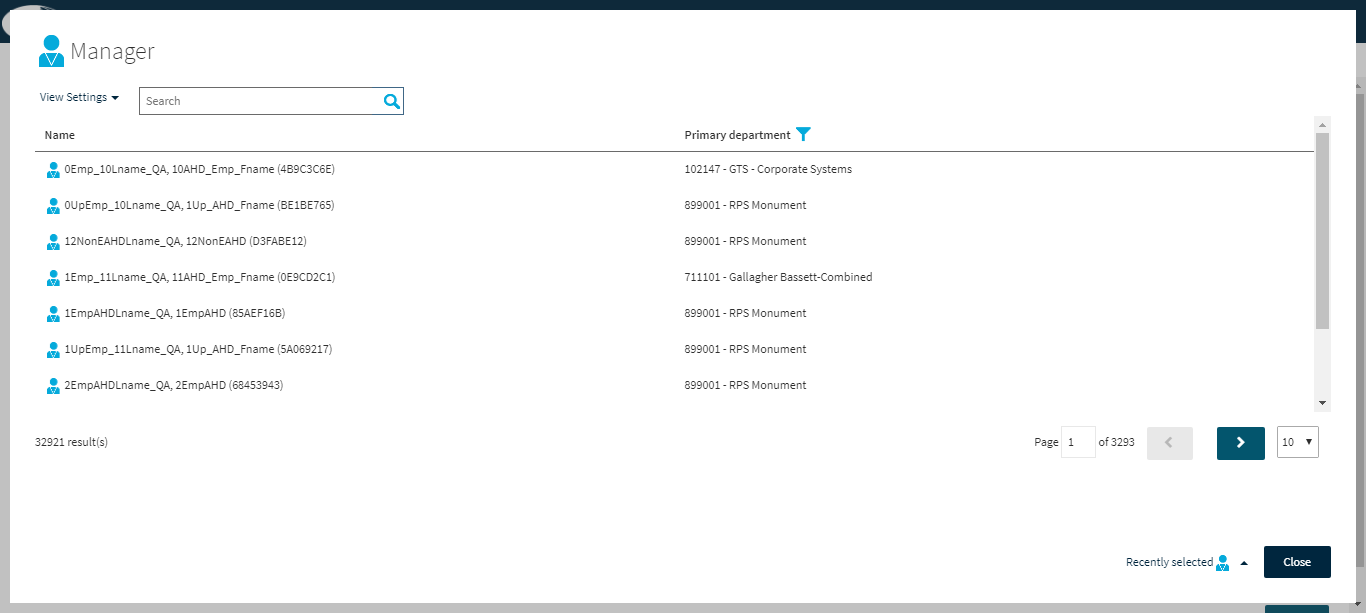 Manager
View Settings
Search
Name Primary department
0Emp_10Lname_QA, 10AHD_Emp_Fname (4B9C3C6E) 102147 - GTS - Corporate Systems
0UpEmp_10Lname_QA, 1Up_AHD_Fname (BE1BE765) 899001 - RPS Monument
12NonEAHDLname_QA, 12NonEAHD (D3FABE12) 899001 - RPS Monument
1Emp_11Lname_QA, 11AHD_Emp_Fname (0E9CD2C1) 711101 - Gallagher Bassett-Combined
1EmpAHDLname_QA, 1EmpAHD (85AEF16B) 899001 - RPS Monument
1UpEmp_11Lname_QA, 1Up_AHD_Fname (5A069217) 899001 - RPS Monument
2EmpAHDLname_QA, 2EmpAHD (68453943) 899001 - RPS Monument
32921 result(s) Page 1 of 3293 10
Recently selected Close